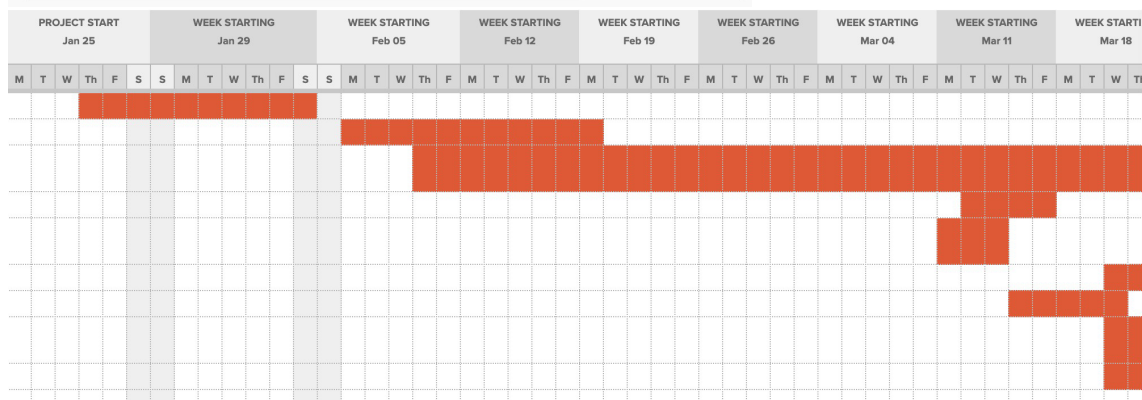 PROJECT START WEEK STARTING WEEK STARTING WEEK STARTING WEEK STARTING WEEK STARTING WEEK STARTING WEEK STARTING WEEK STARTI
Jan 25 Jan 29 Feb 05 Feb 12 Feb 19 Feb 26 Mar 04 Mar 11 Mar 18
M T W Th F S S M T W Th F S S M T W Th F M T W Th F M T W Th F M T W Th F M T W Th F M T W Th F M T W Th